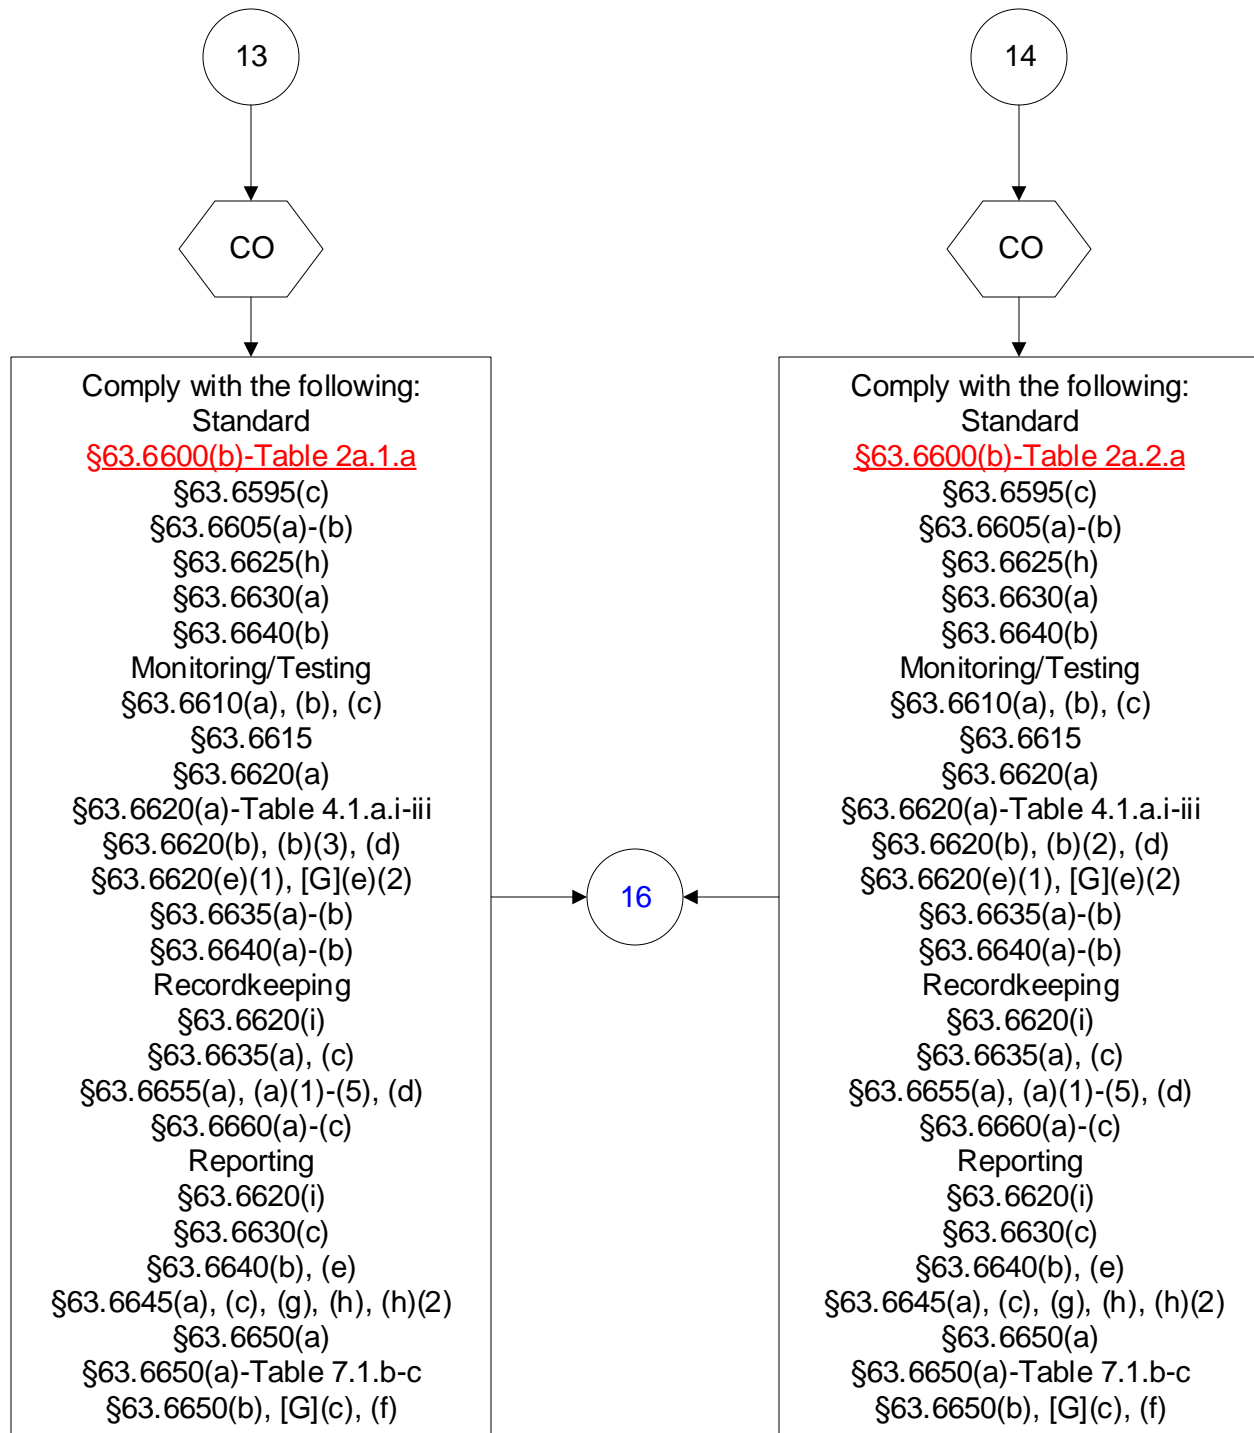 13
CO
Comply with the following:
Standard
§63.6600(b)-Table 2a.1.a
§63.6595(c)
§63.6605(a)-(b)
§63.6625(h)
§63.6630(a)
§63.6640(b)
Monitoring/Testing
§63.6610(a), (b), (c)
§63.6615
§63.6620(a)
§63.6620(a)-Table 4.1.a.i-iii
§63.6620(b), (b)(3), (d)
§63.6620(e)(1), [G](e)(2)
§63.6635(a)-(b)
§63.6640(a)-(b)
Recordkeeping
§63.6620(i)
§63.6635(a), (c)
§63.6655(a), (a)(1)-(5), (d)
§63.6660(a)-(c)
Reporting
§63.6620(i)
§63.6630(c)
§63.6640(b), (e)
§63.6645(a), (c), (g), (h), (h)(2)
§63.6650(a)
§63.6650(a)-Table 7.1.b-c
§63.6650(b), [G](c), (f)
14
CO
Comply with the following:
Standard
§63.6600(b)-Table 2a.2.a
§63.6595(c)
§63.6605(a)-(b)
§63.6625(h)
§63.6630(a)
§63.6640(b)
Monitoring/Testing
§63.6610(a), (b), (c)
§63.6615
§63.6620(a)
§63.6620(a)-Table 4.1.a.i-iii
§63.6620(b), (b)(2), (d)
§63.6620(e)(1), [G](e)(2)
§63.6635(a)-(b)
§63.6640(a)-(b)
Recordkeeping
§63.6620(i)
§63.6635(a), (c)
§63.6655(a), (a)(1)-(5), (d)
§63.6660(a)-(c)
Reporting
§63.6620(i)
§63.6630(c)
§63.6640(b), (e)
§63.6645(a), (c), (g), (h), (h)(2)
§63.6650(a)
§63.6650(a)-Table 7.1.b-c
§63.6650(b), [G](c), (f)
16